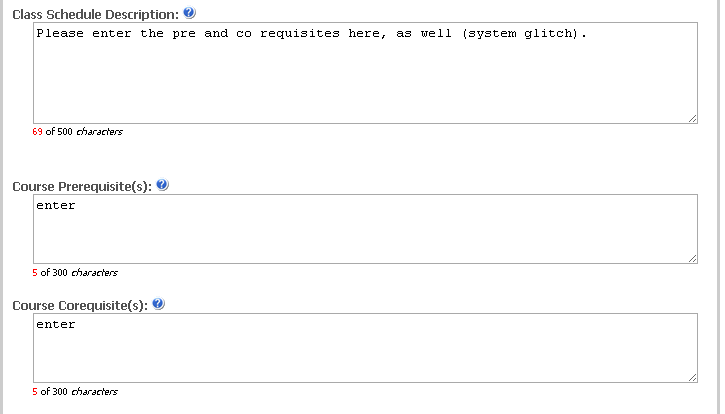 Class Schedule Description: ?
Please enter the pre and co requisites here, as well (system glitch).
69 of 500 characters
Course Prerequisite(s): ?
enter
5 of 300 characters
Course Corequisite(s): ?
enter
5 of 300 characters